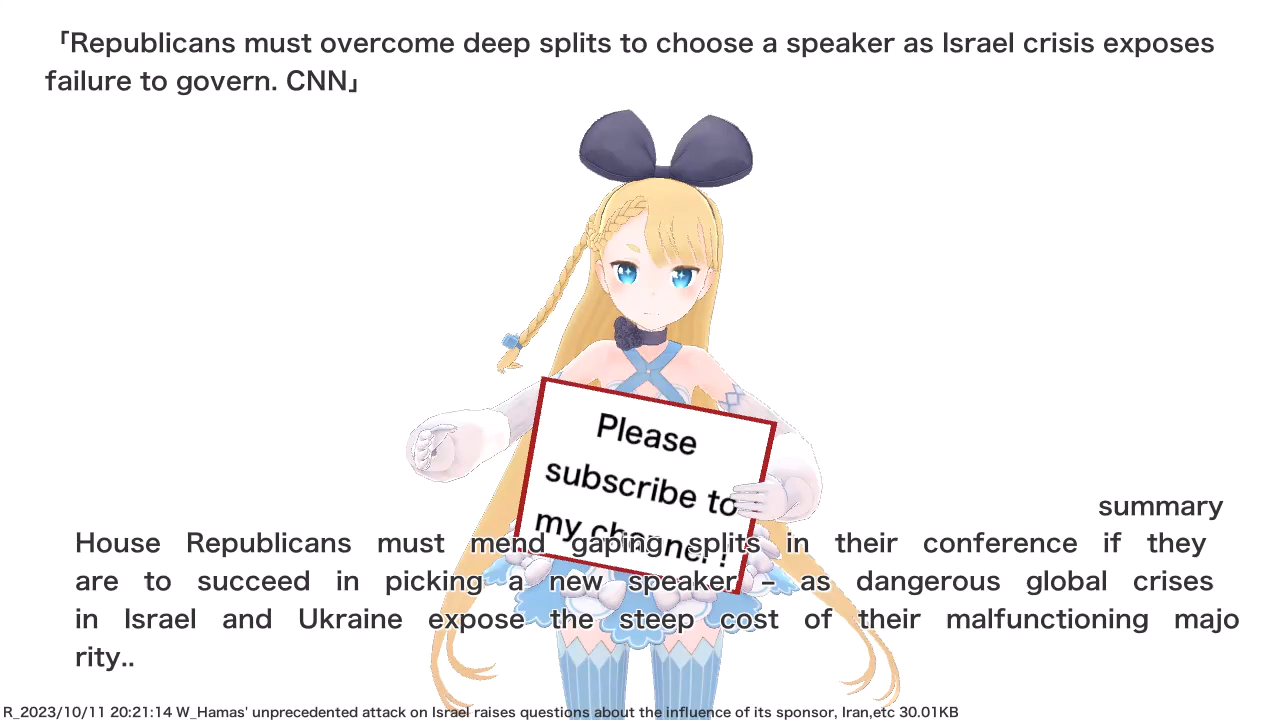 「Republicans must overcome deep splits to choose a speaker as Israel crisis exposes
failure to govern. CNN」
Please
subscribe to
my channel !
summary
House Republicans must mend gaping splits in their conference if they
are to succeed in picking a new speaker – as dangerous global crises
in Israel and Ukraine expose the steep cost of their malfunctioning majo
rity..
R_2023/10/11 20:21:14 W_Hamas' unprecedented attack on Israel raises questions about the influence of its sponsor, Iran,etc 30.01KB